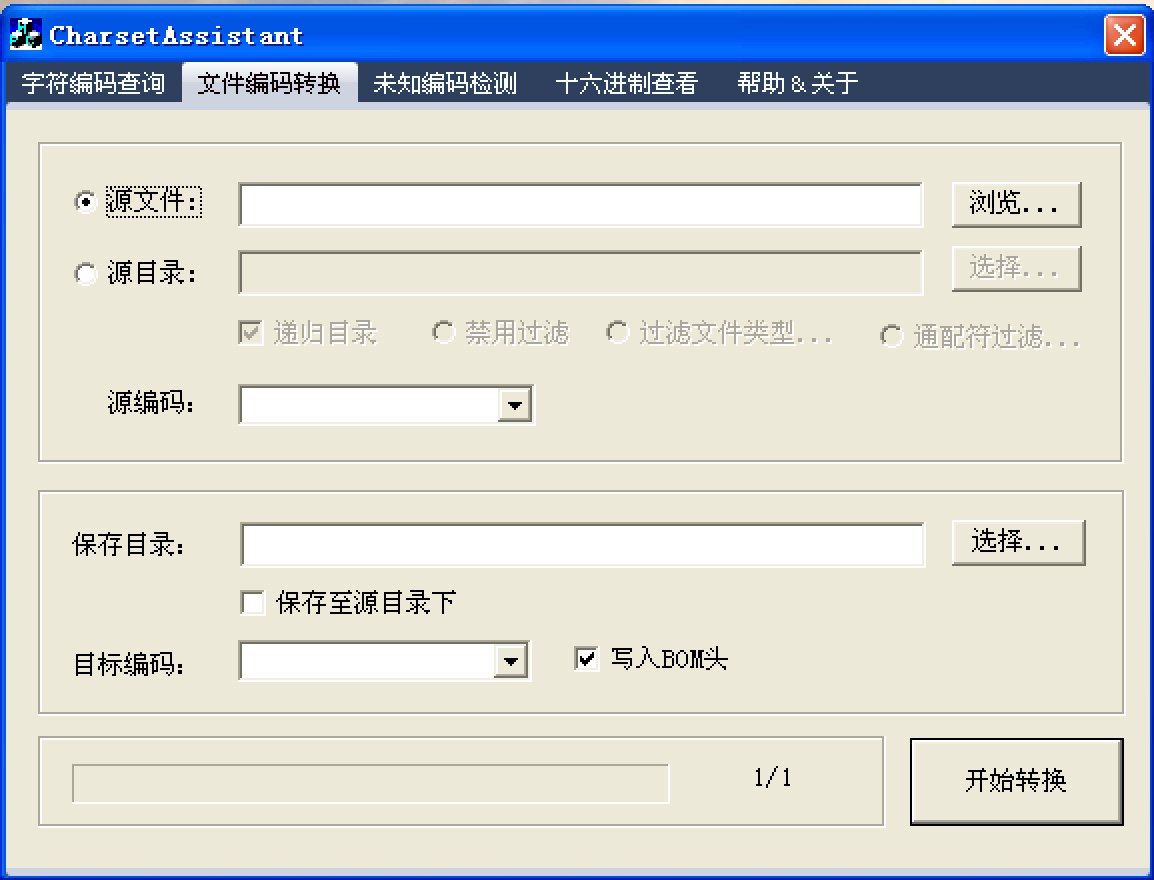 CharsetAssistant
字符编码查询 文件编码转换 未知编码检测 十六进制查看 帮助 & 关于
源文件: 浏览...
源目录: 选择...
递归目录 禁用过滤 过滤文件类型... 通配符过滤...
源编码:
保存目录: 选择...
保存至源目录下
目标编码: 写入BOM头
1/1 开始转换